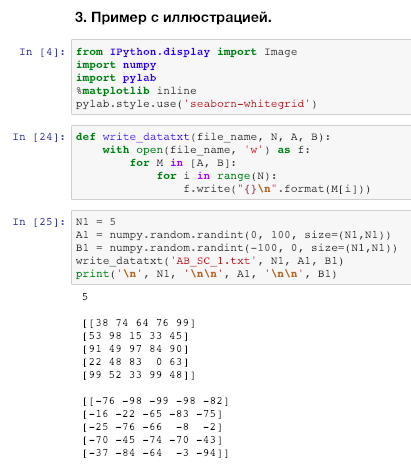 3. Пример с иллюстрацией.
In [4]: from IPython.display import Image
import numpy
import pylab
%matplotlib inline
pylab.style.use('seaborn-whitegrid')
In [24]: def write_datatxt(file_name, N, A, B):
    with open(file_name, 'w') as f:
        for M in [A, B]:
            for i in range(N):
                f.write("{}\n".format(M[i]))
In [25]: N1 = 5
A1 = numpy.random.randint(0, 100, size=(N1,N1))
B1 = numpy.random.randint(-100, 0, size=(N1,N1))
write_datatxt('AB_SC_1.txt', N1, A1, B1)
print('\n', N1, '\n\n', A1, '\n\n', B1)
5
[[38 74 64 76 99]
[53 98 15 33 45]
[91 49 97 84 90]
[22 48 83  0 63]
[99 52 33 99 48]]
[[-76 -98 -99 -98 -82]
[-16 -22 -65 -83 -75]
[-25 -76 -66  -8  -2]
[-70 -45 -74 -70 -43]
[-37 -84 -64  -3 -94]]